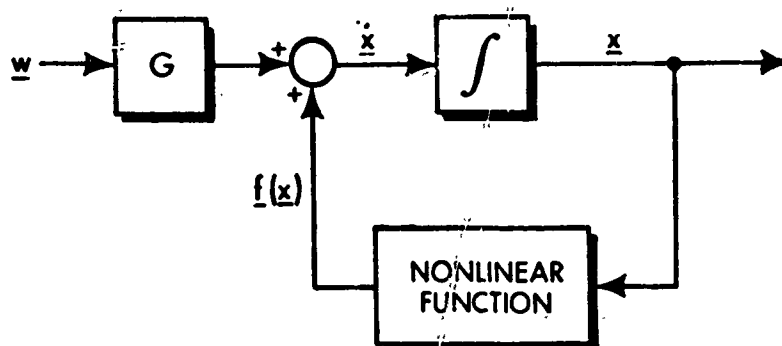 w
G
+
+
ẋ
∫
x
f(x)
NONLINEAR
FUNCTION